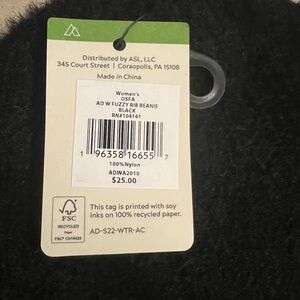 Distributed by ASL, LLC
345 Court Street | Coraopolis, PA 15108
Made in China
Women's
OSFA
AD W FUZZY RIB BEANIE
BLACK
RN#104141
1 96358 16655 7
100%Nylon
ADWA2010
$25.00
FSC
RECYCLED
Paper
This tag is printed with soy
inks on 100% recycled paper.
AD-S22-WTR-AC